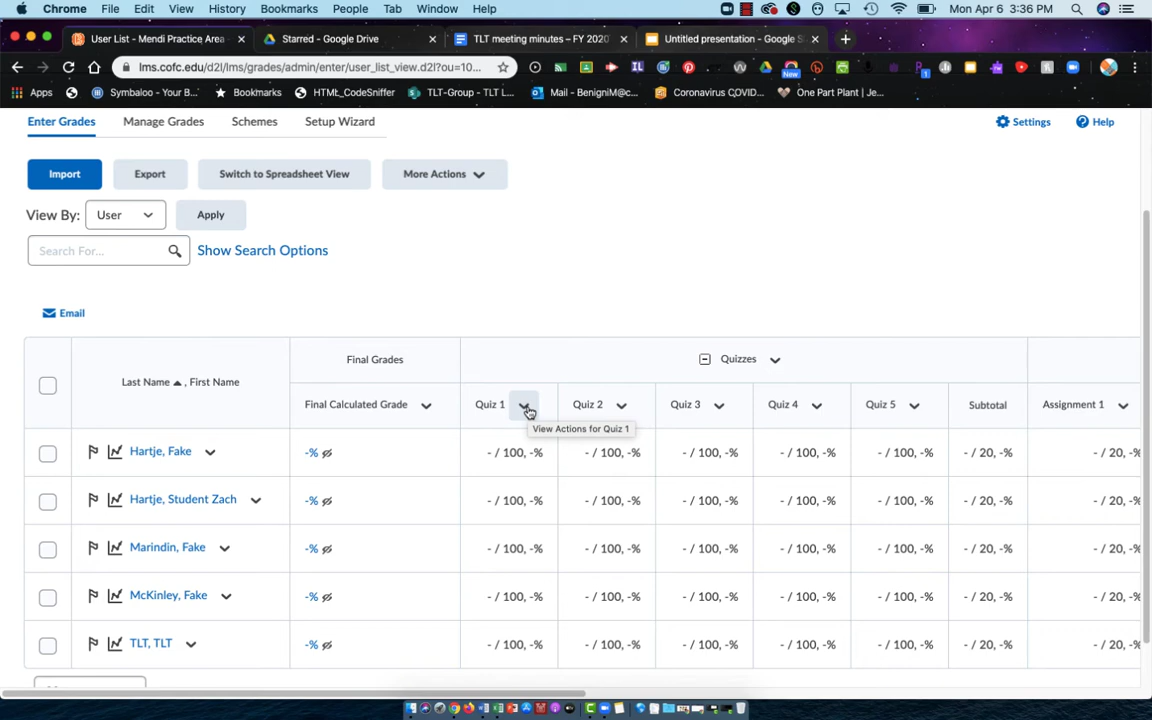 Chrome File Edit View History Bookmarks People Tab Window Help Mon Apr 6 3:36 PM
User List - Mendi Practice Area Starred - Google Drive TLT meeting minutes – FY 2020 Untitled presentation - Google S
lms.cofc.edu/d2l/lms/grades/admin/enter/user_list_view.d2l?ou=10... New 1
Apps Symbaloo - Your B... Bookmarks HTML_CodeSniffer TLT-Group - TLT L... Mail - BenigniM@c... Coronavirus COVID... One Part Plant | Je...
Enter Grades Manage Grades Schemes Setup Wizard Settings Help
Import Export Switch to Spreadsheet View More Actions
View By: User Apply
Search For... Show Search Options
Email
Final Grades Quizzes
Last Name , First Name
Final Calculated Grade Quiz 1 Quiz 2 Quiz 3 Quiz 4 Quiz 5 Subtotal Assignment 1
View Actions for Quiz 1
Hartje, Fake -% - / 100, -% - / 100, -% - / 100, -% - / 100, -% - / 100, -% - / 20, -% - / 20, -%
Hartje, Student Zach -% - / 100, -% - / 100, -% - / 100, -% - / 100, -% - / 100, -% - / 20, -% - / 20, -%
Marindin, Fake -% - / 100, -% - / 100, -% - / 100, -% - / 100, -% - / 100, -% - / 20, -% - / 20, -%
McKinley, Fake -% - / 100, -% - / 100, -% - / 100, -% - / 100, -% - / 100, -% - / 20, -% - / 20, -%
TLT, TLT -% - / 100, -% - / 100, -% - / 100, -% - / 100, -% - / 100, -% - / 20, -% - / 20, -%